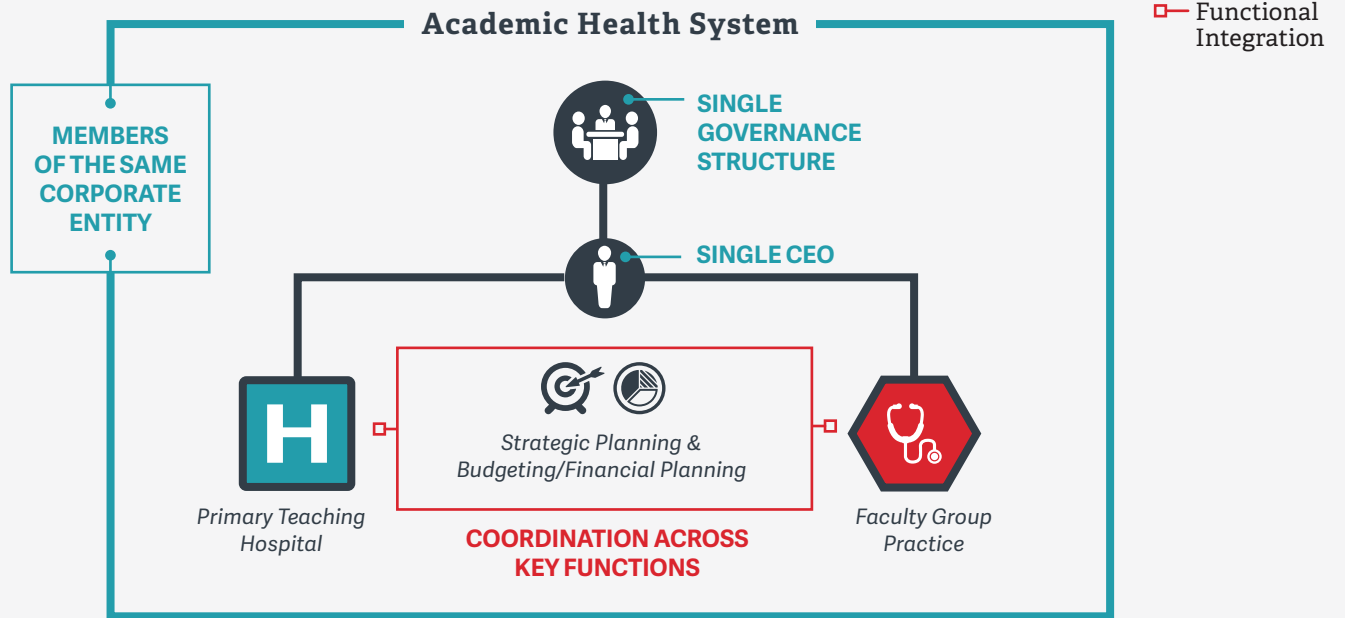 Academic Health System
Functional
Integration
MEMBERS
OF THE SAME
CORPORATE
ENTITY
SINGLE
GOVERNANCE
STRUCTURE
SINGLE CEO
H
Strategic Planning &
Budgeting/Financial Planning
Primary Teaching
Hospital
COORDINATION ACROSS
KEY FUNCTIONS
Faculty Group
Practice